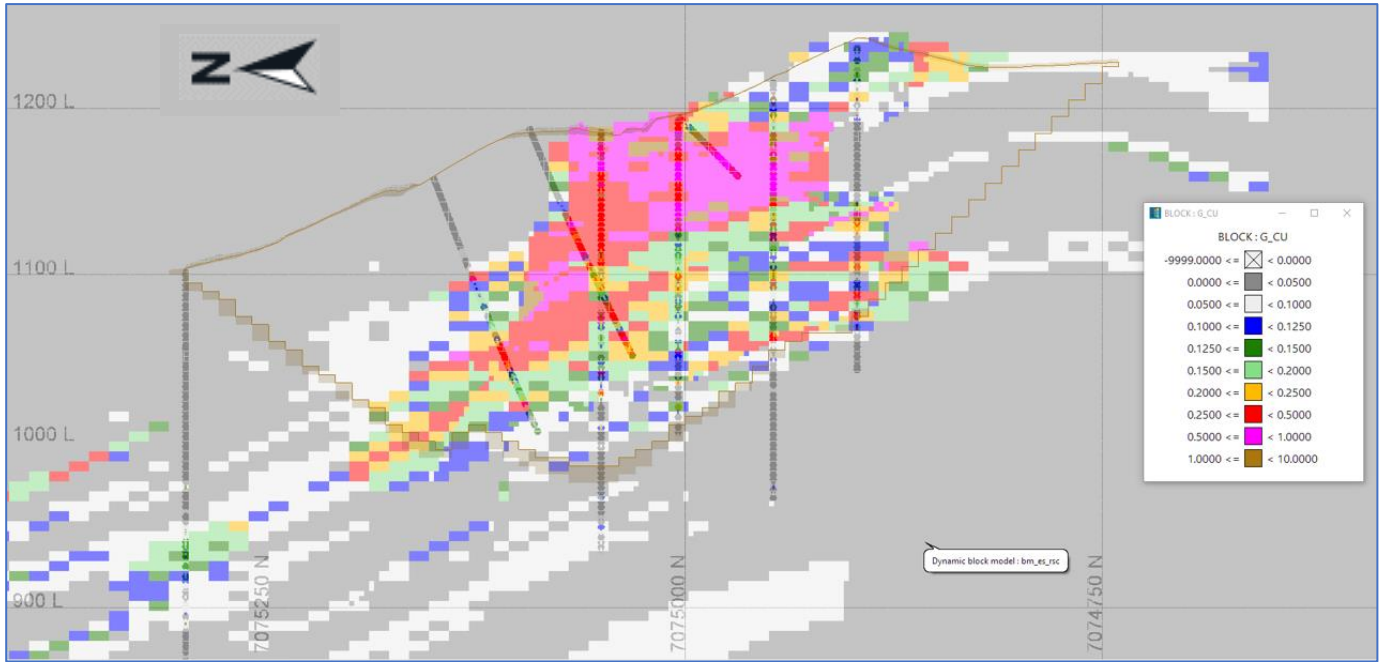 N
1200 L
1100 L
1000 L
900 L
7075250 N
7075000 N
7074750 N
BLOCK : G_CU
BLOCK : G_CU
-9999.0000 <= < 0.0000
0.0000 <= < 0.0500
0.0500 <= < 0.1000
0.1000 <= < 0.1250
0.1250 <= < 0.1500
0.1500 <= < 0.2000
0.2000 <= < 0.2500
0.2500 <= < 0.5000
0.5000 <= < 1.0000
1.0000 <= < 10.0000
Dynamic block model : bm_es_rsc